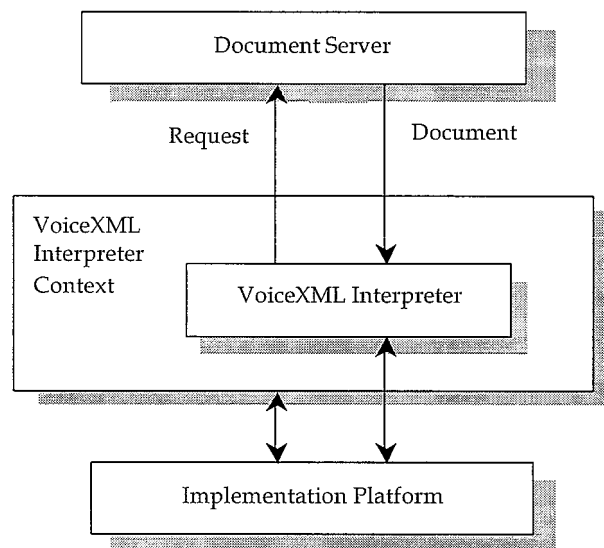 Document Server
Request
Document
VoiceXML
Interpreter
Context
VoiceXML Interpreter
Implementation Platform